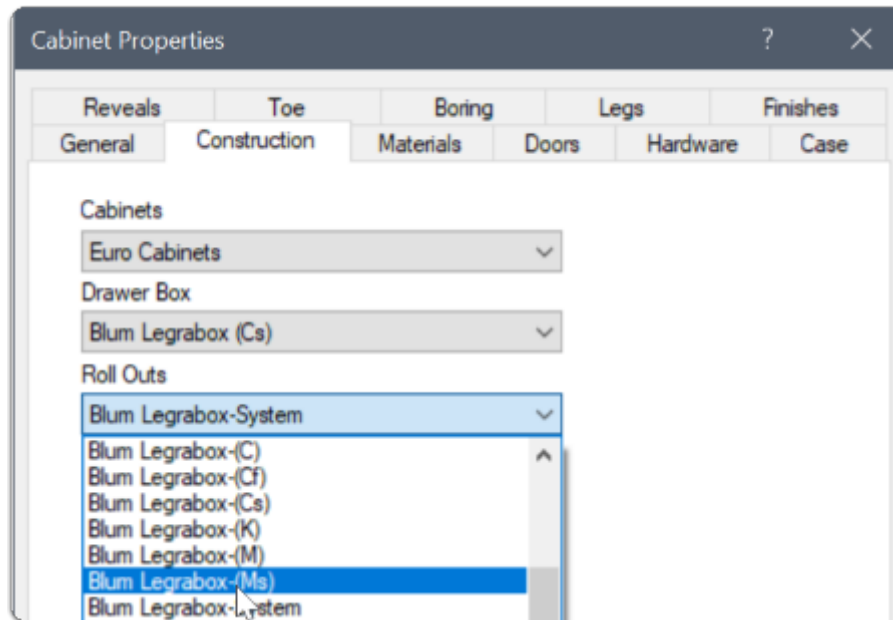 Cabinet Properties ?
Reveals Toe Boring Legs Finishes
General Construction Materials Doors Hardware Case
Cabinets
Euro Cabinets
Drawer Box
Blum Legrabox (Cs)
Roll Outs
Blum Legrabox-System
Blum Legrabox-(C)
Blum Legrabox-(Cf)
Blum Legrabox-(Cs)
Blum Legrabox-(K)
Blum Legrabox-(M)
Blum Legrabox-(Ms)
Blum Legrabox-System